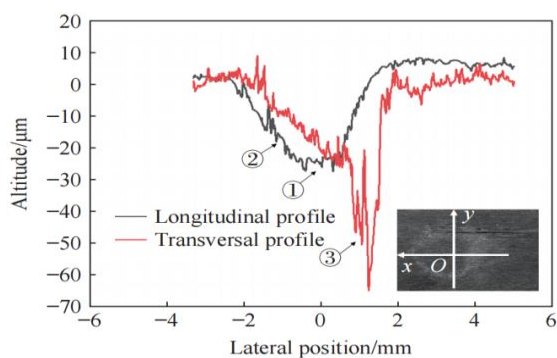 20
10
0
−10
−20
−30
−40
−50
−60
−70
Altitude/μm
②
①
③
Longitudinal profile
Transversal profile
y
x
O
−6
−4
−2
0
2
4
6
Lateral position/mm